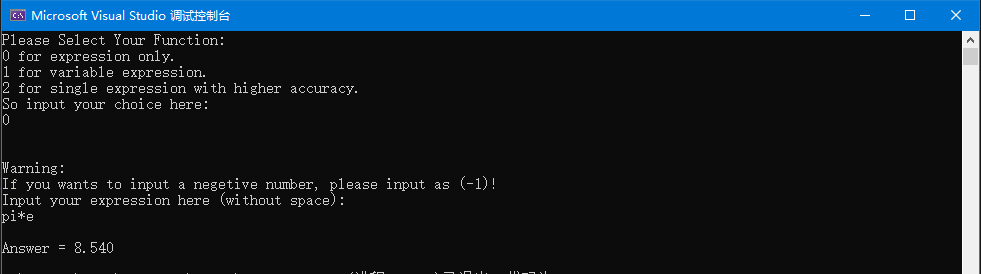 Microsoft Visual Studio 调试控制台
Please Select Your Function:
0 for expression only.
1 for variable expression.
2 for single expression with higher accuracy.
So input your choice here:
0
Warning:
If you wants to input a negetive number, please input as (-1)!
Input your expression here (without space):
pi*e
Answer = 8.540